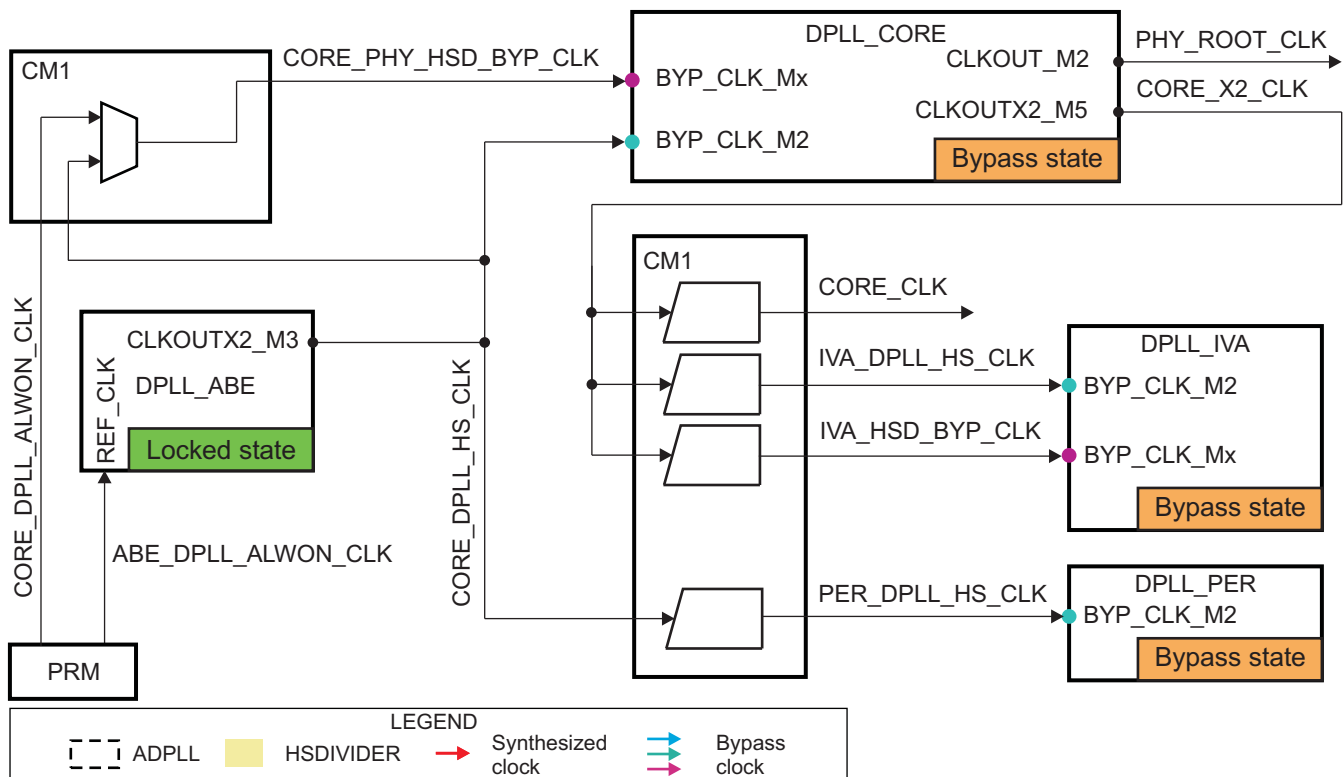 CM1
CORE_PHY_HSD_BYP_CLK
DPLL_CORE
BYP_CLK_Mx
BYP_CLK_M2
CLKOUT_M2
CLKOUTX2_M5
Bypass state
PHY_ROOT_CLK
CORE_X2_CLK
CORE_DPLL_ALWON_CLK
CLKOUTX2_M3
DPLL_ABE
REF_CLK
Locked state
ABE_DPLL_ALWON_CLK
CORE_DPLL_HS_CLK
PRM
CM1
CORE_CLK
IVA_DPLL_HS_CLK
IVA_HSD_BYP_CLK
PER_DPLL_HS_CLK
DPLL_IVA
BYP_CLK_M2
BYP_CLK_Mx
Bypass state
DPLL_PER
BYP_CLK_M2
Bypass state
LEGEND
ADPLL
HSDIVIDER
Synthesized
clock
Bypass
clock